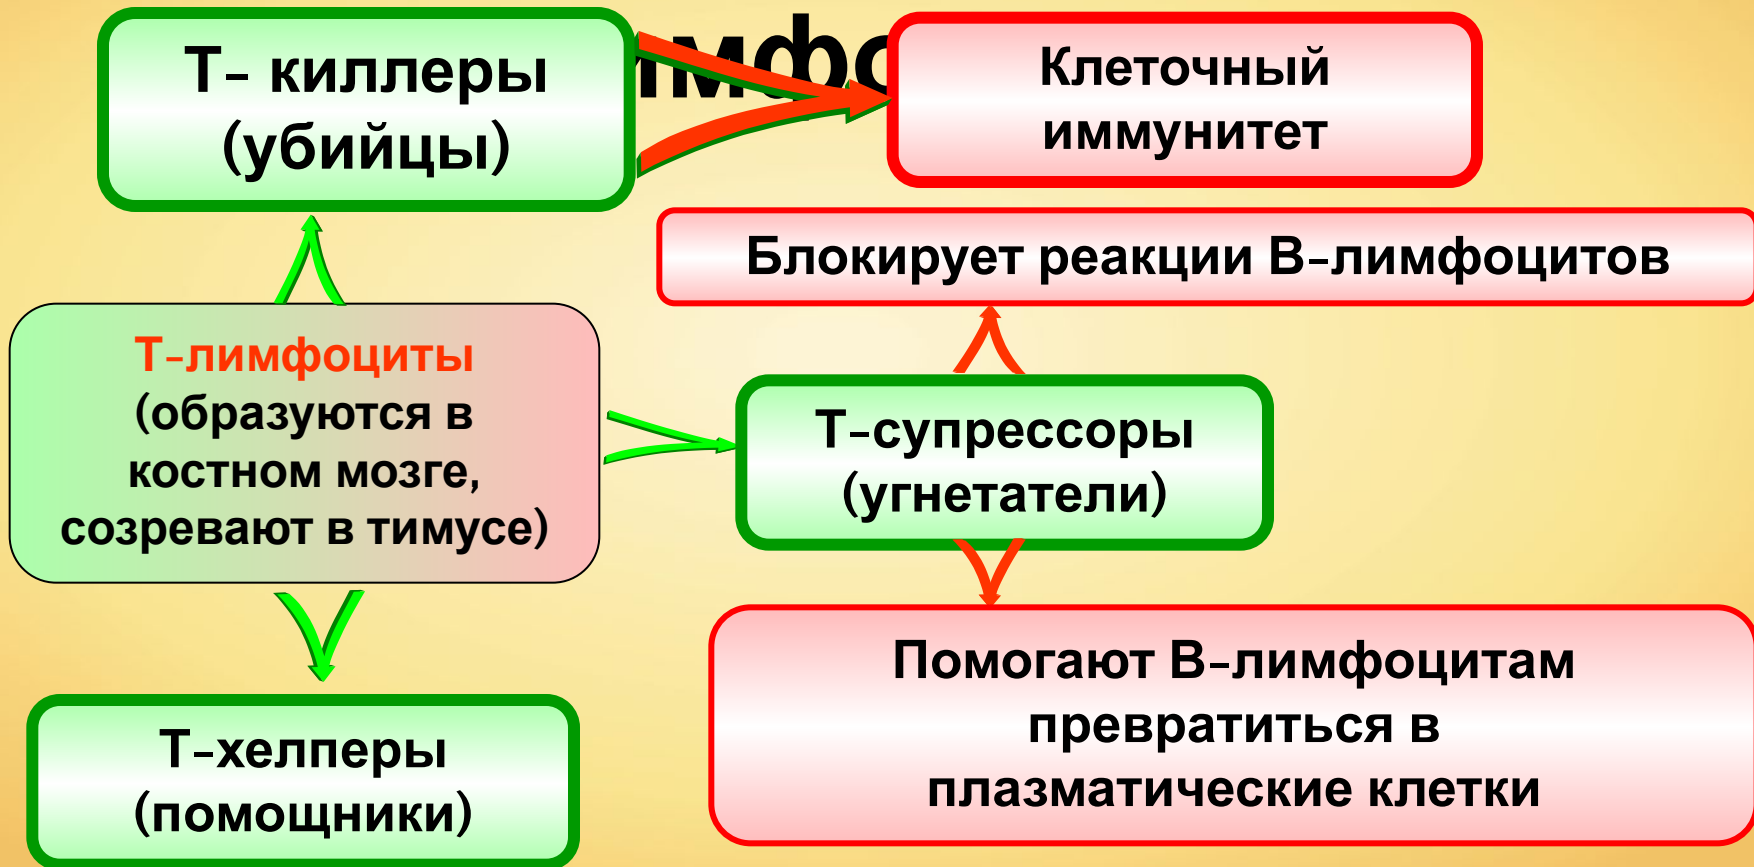 Т- киллеры
(убийцы)
Клеточный
иммунитет
Блокирует реакции В-лимфоцитов
Т-лимфоциты
(образуются в
костном мозге,
созревают в тимусе)
Т-супрессоры
(угнетатели)
Помогают В-лимфоцитам
превратиться в
плазматические клетки
Т-хелперы
(помощники)